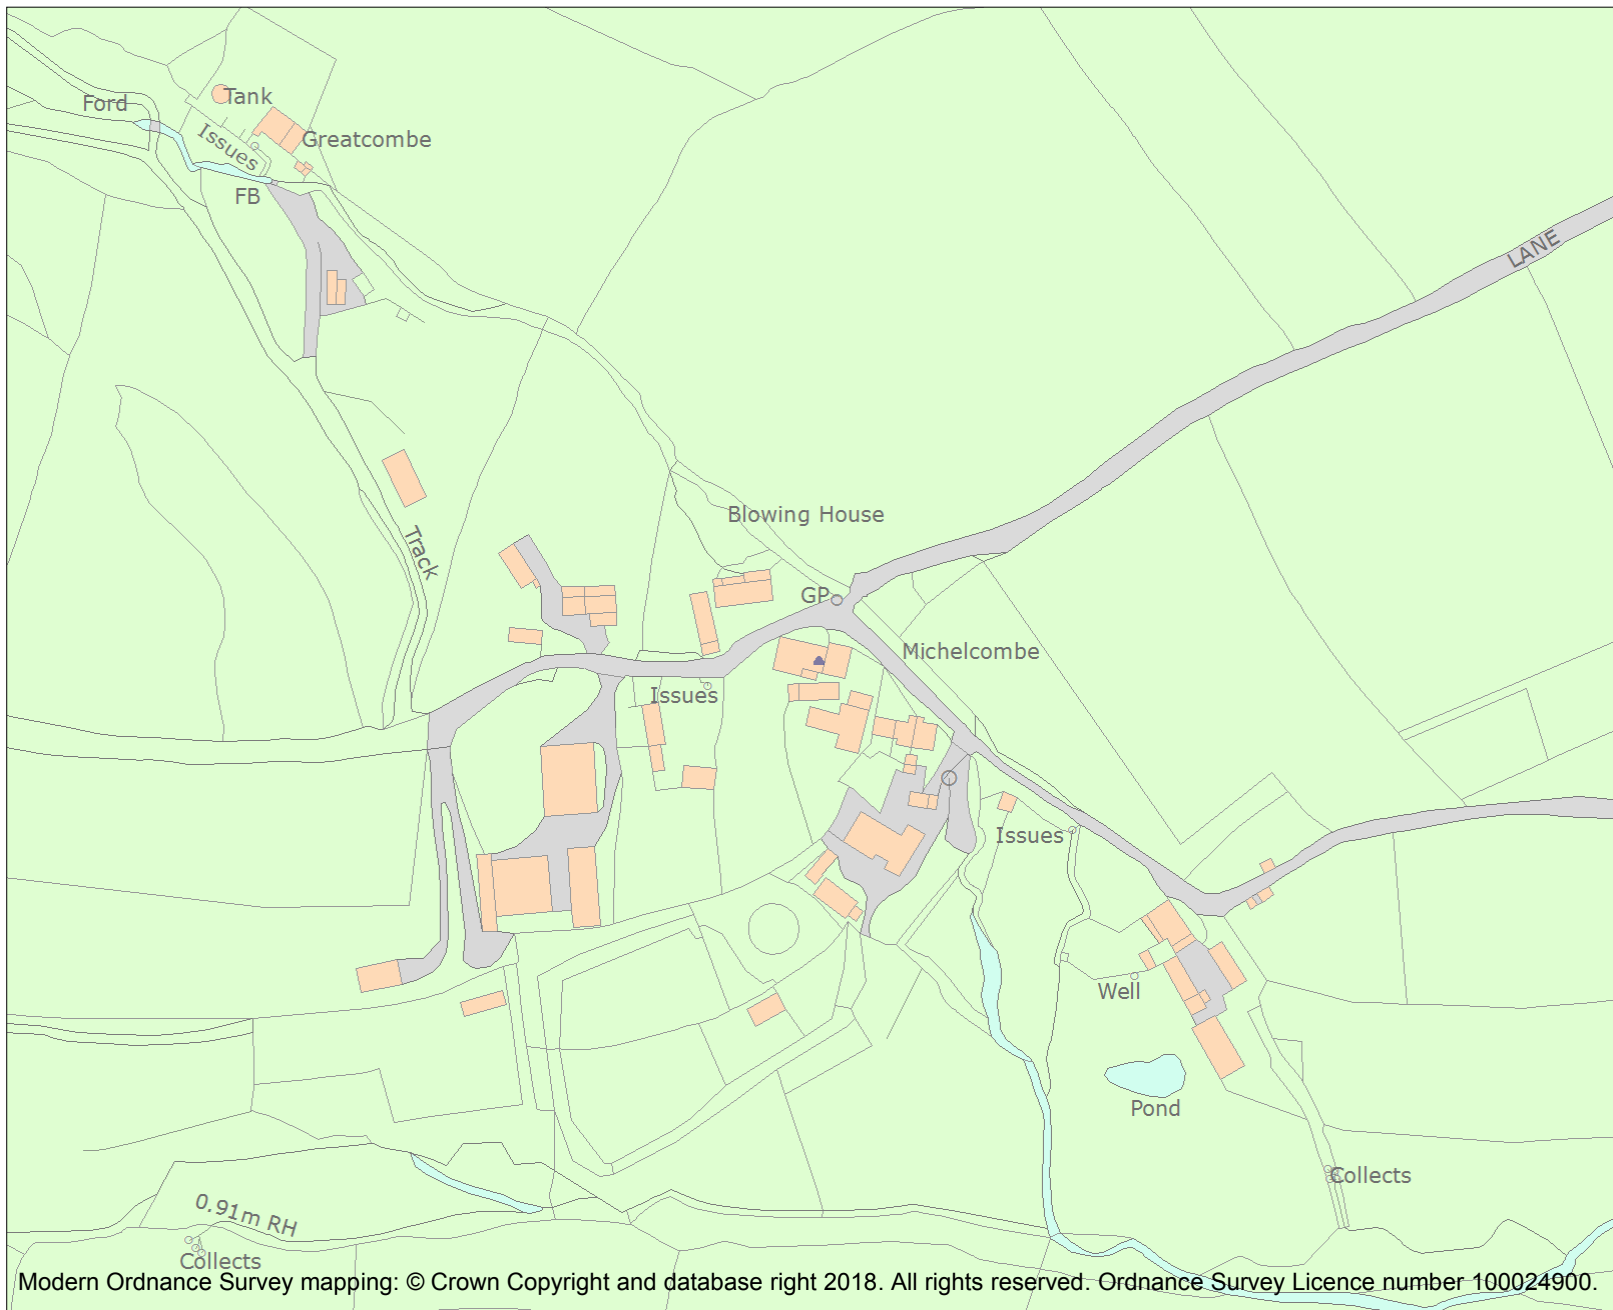 Tank
Ford
Issues
Greatcombe
FB
LANE
Blowing House
Track
GP
Michelcombe
Issues
Issues
Well
Pond
Collects
0.91m RH
Collects
Modern Ordnance Survey mapping: © Crown Copyright and database right 2018. All rights reserved. Ordnance Survey Licence number 100024900.